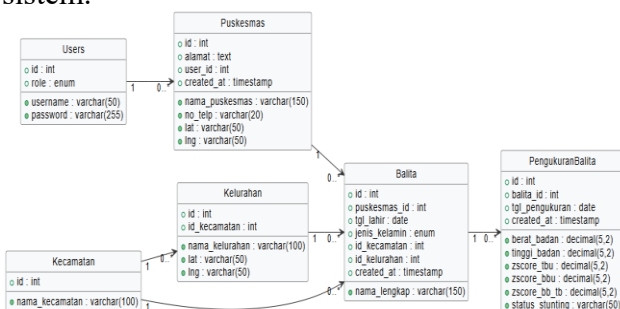 sistem.
Users
id : int
role : enum
username : varchar(50)
password : varchar(255)
1
0..*
Puskesmas
id : int
alamat : text
user_id : int
created_at : timestamp
nama_puskesmas : varchar(150)
no_telp : varchar(20)
lat : varchar(50)
lng : varchar(50)
1
0..*
Kelurahan
id : int
id_kecamatan : int
nama_kelurahan : varchar(100)
lat : varchar(50)
lng : varchar(50)
1
0..*
Kecamatan
id : int
nama_kecamatan : varchar(100)
1
0..*
1
0..*
Balita
id : int
puskesmas_id : int
tgl_lahir : date
jenis_kelamin : enum
id_kecamatan : int
id_kelurahan : int
created_at : timestamp
nama_lengkap : varchar(150)
1
0..*
PengukuranBalita
id : int
balita_id : int
tgl_pengukuran : date
created_at : timestamp
berat_badan : decimal(5,2)
tinggi_badan : decimal(5,2)
zscore_tbu : decimal(5,2)
zscore_bbu : decimal(5,2)
zscore_bb_tb : decimal(5,2)
status_stunting : varchar(50)